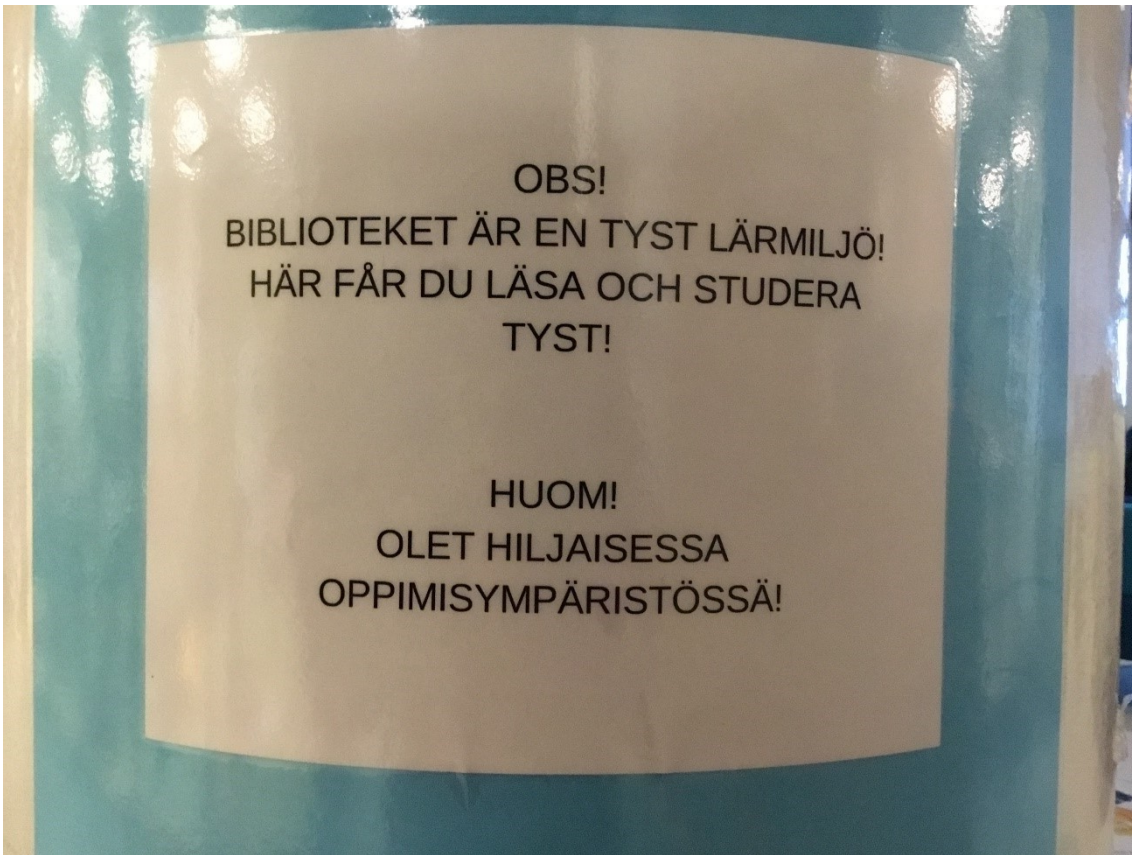 OBS!
BIBLIOTEKET ÄR EN TYST LÄRMILJÖ!
HÄR FÅR DU LÄSA OCH STUDERA
TYST!
HUOM!
OLET HILJAISESSA
OPPIMISYMPÄRISTÖSSÄ!